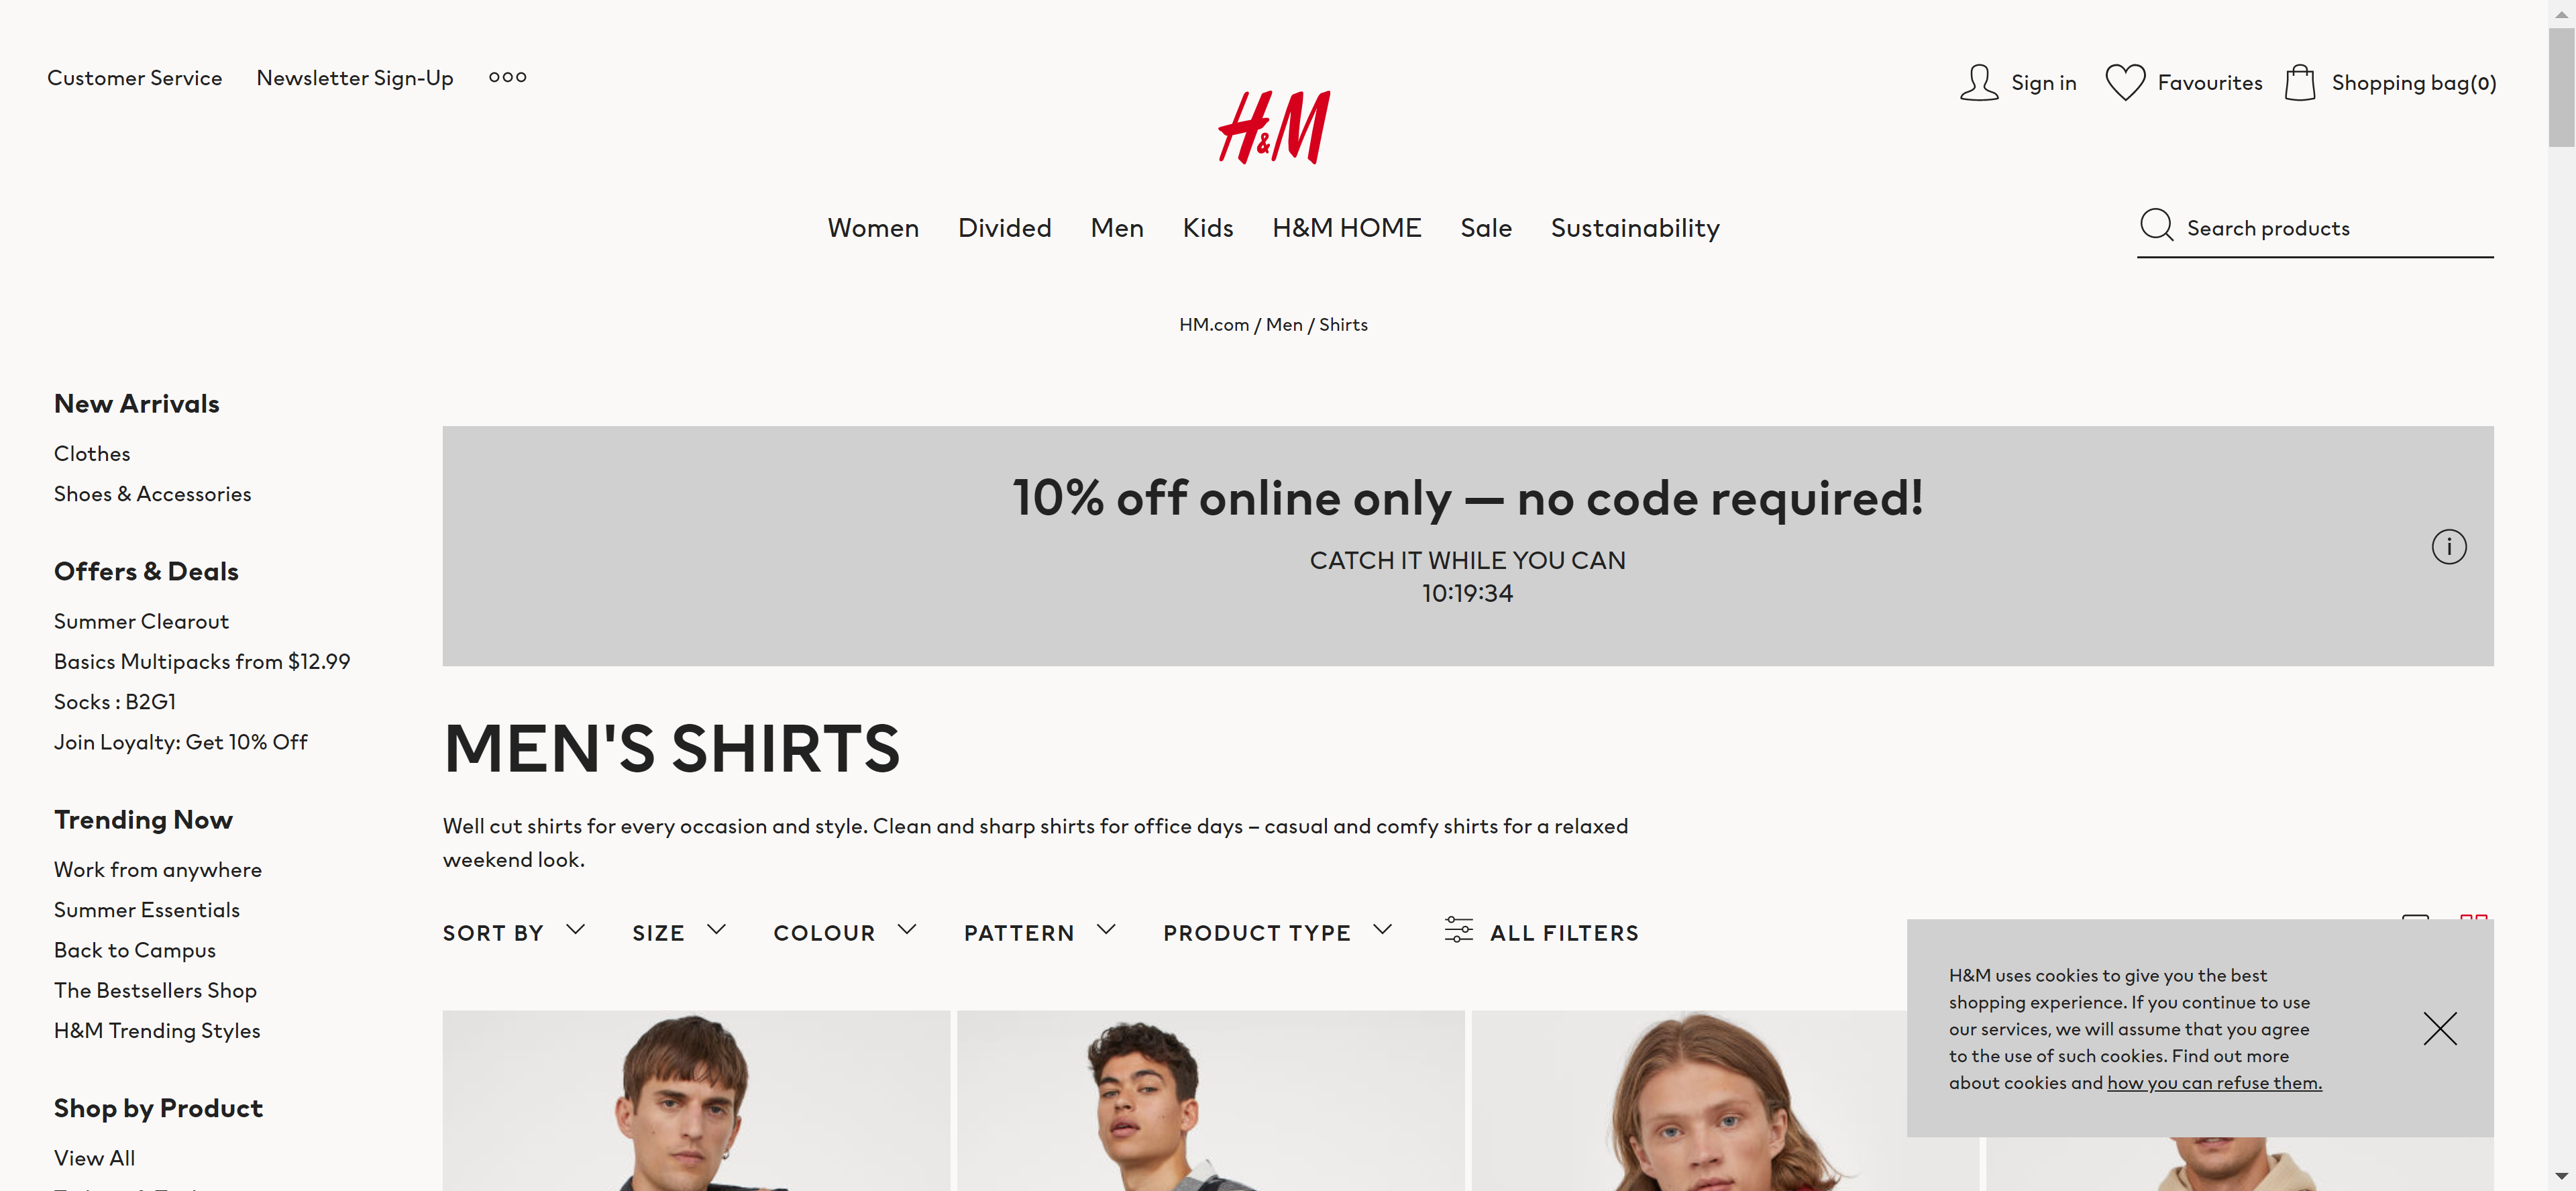 Customer Service
Newsletter Sign-Up
H&M
Sign in
Favourites
Shopping bag(0)
Women
Divided
Men
Kids
H&M HOME
Sale
Sustainability
Search products
HM.com / Men / Shirts
New Arrivals
Clothes
Shoes & Accessories
Offers & Deals
Summer Clearout
Basics Multipacks from $12.99
Socks : B2G1
Join Loyalty: Get 10% Off
Trending Now
Work from anywhere
Summer Essentials
Back to Campus
The Bestsellers Shop
H&M Trending Styles
Shop by Product
View All
10% off online only — no code required!
CATCH IT WHILE YOU CAN
10:19:34
MEN'S SHIRTS
Well cut shirts for every occasion and style. Clean and sharp shirts for office days – casual and comfy shirts for a relaxed
weekend look.
SORT BY
SIZE
COLOUR
PATTERN
PRODUCT TYPE
ALL FILTERS
H&M uses cookies to give you the best
shopping experience. If you continue to use
our services, we will assume that you agree
to the use of such cookies. Find out more
about cookies and how you can refuse them.